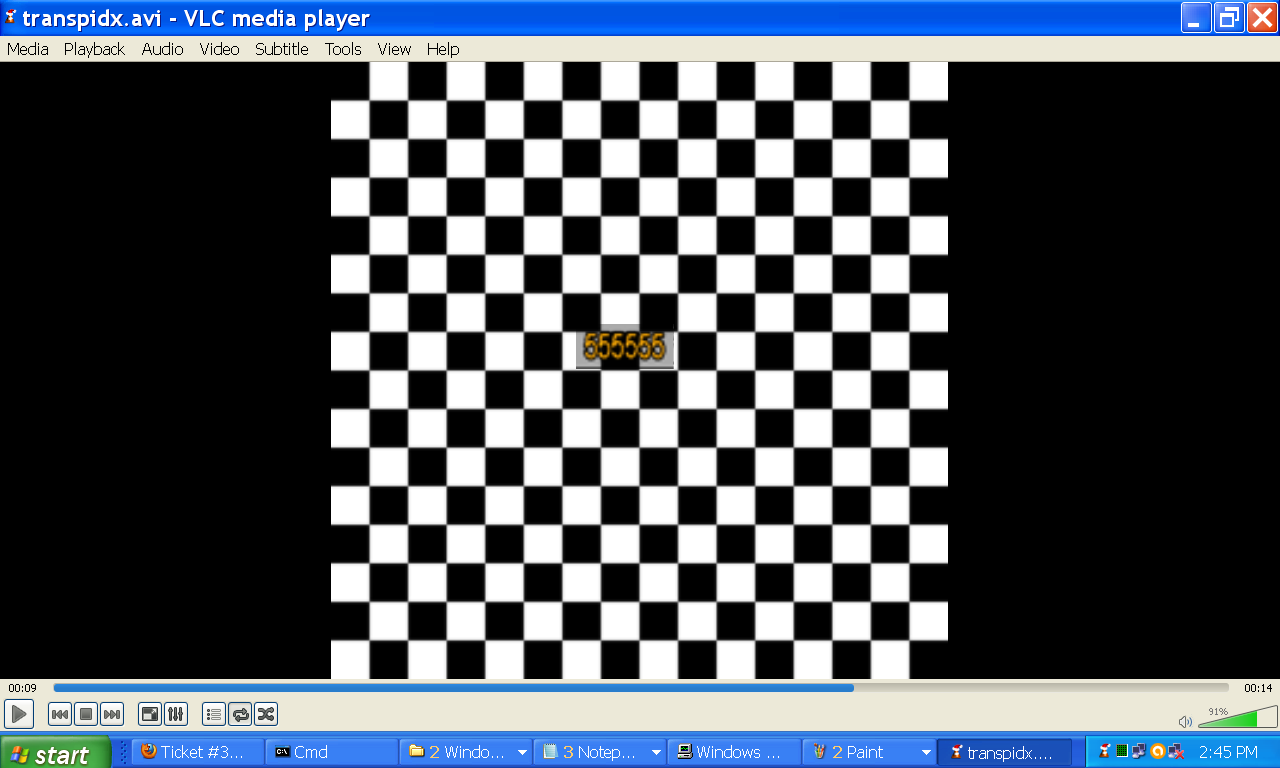 transpidx.avi - VLC media player
Media Playback Audio Video Subtitle Tools View Help
555555
00:09 00:14
91%
start Ticket #3... Cmd 2 Windo... 3 Notep... Windows ... 2 Paint transpidx.... 2:45 PM